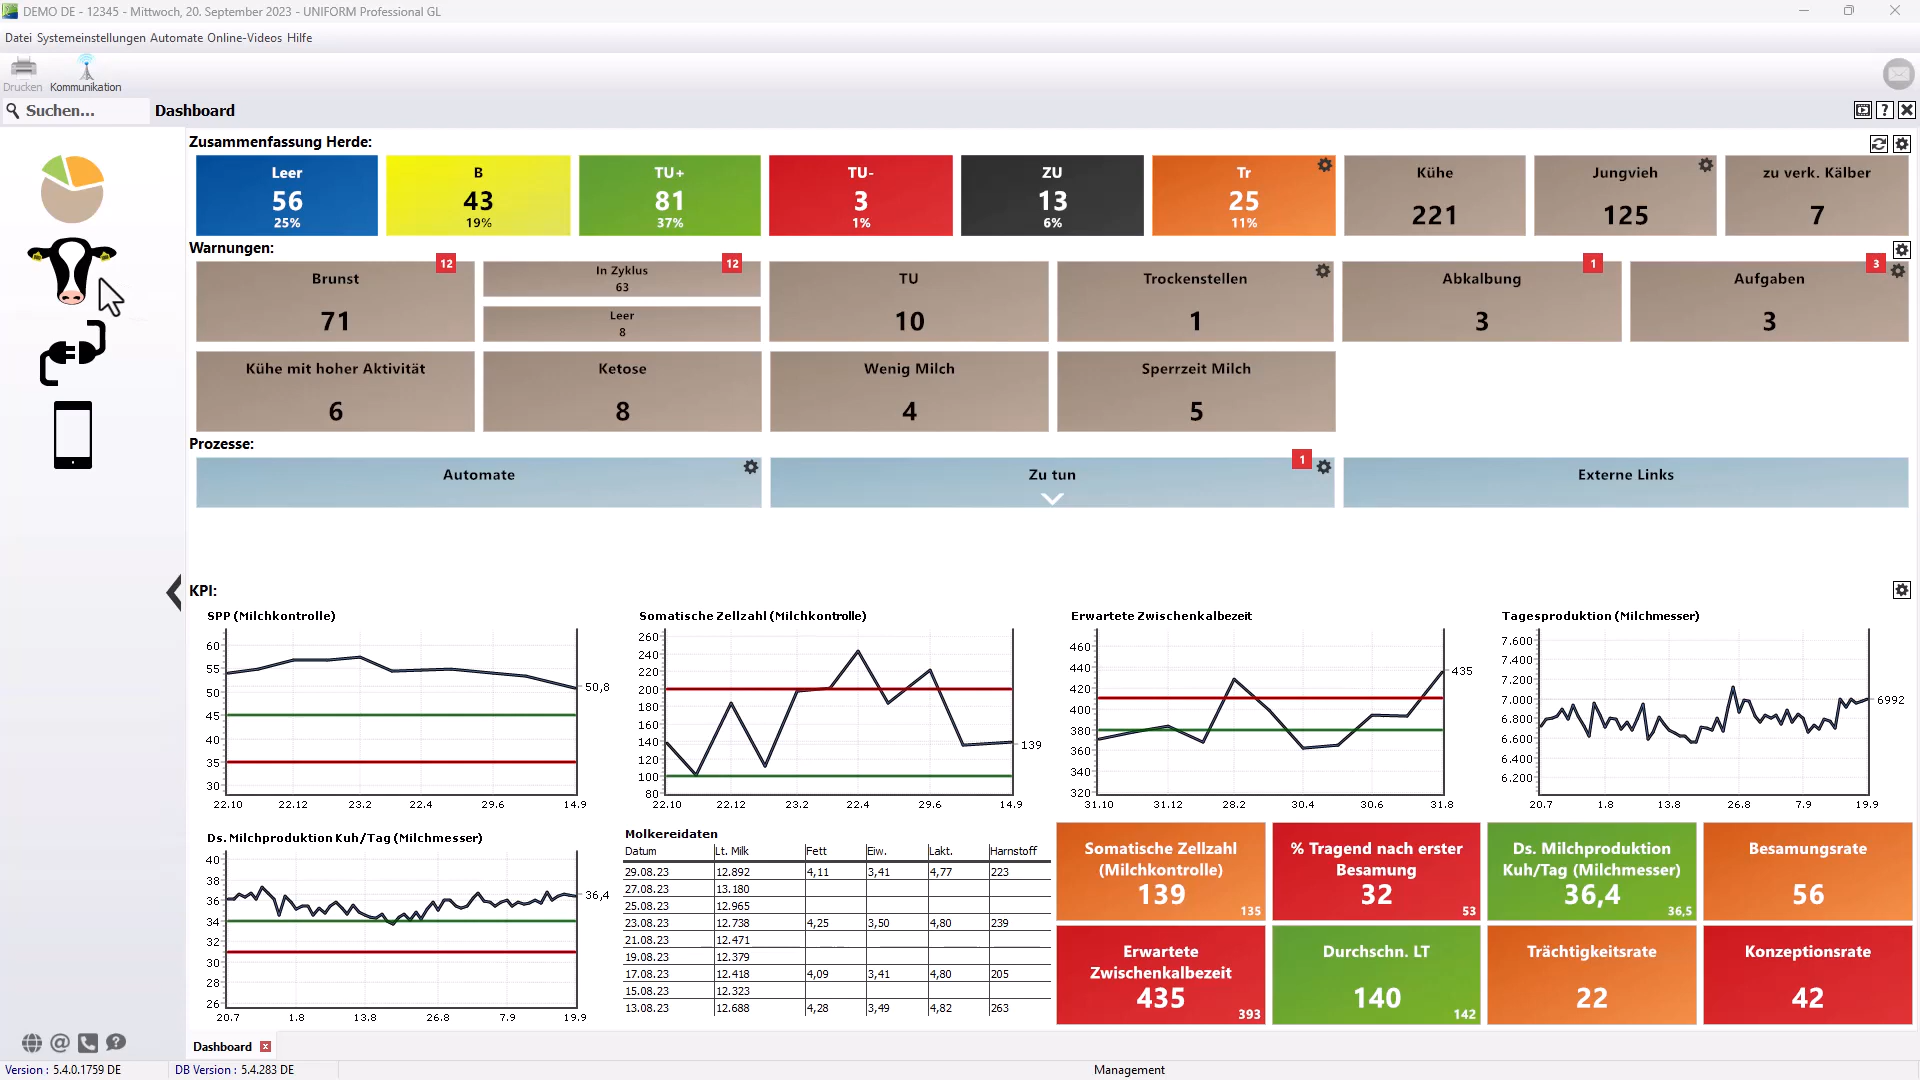 DEMO DE - 12345 - Mittwoch, 20. September 2023 - UNIFORM Professional GL
Datei Systemeinstellungen Automate Online-Videos Hilfe
Drucken Kommunikation
Suchen... Dashboard
Zusammenfassung Herde:
Leer B TU+ TU- ZU Tr Kühe Jungvieh zu verk. Kälber
56 43 81 3 13 25 221 125 7
25% 19% 37% 1% 6% 11%
Warnungen:
12 12 1 3
Brunst In Zyklus TU Trockenstellen Abkalbung Aufgaben
63
Leer
71 8 10 1 3 3
Kühe mit hoher Aktivität Ketose Wenig Milch Sperrzeit Milch
6 8 4 5
Prozesse:
Automate Zu tun 1 Externe Links
KPI:
SPP (Milchkontrolle)
60
55
50
45
40
35
30
50,8
22.10 22.12 23.2 22.4 29.6 14.9
Somatische Zellzahl (Milchkontrolle)
260
240
220
200
180
160
140
120
100
80
139
22.10 22.12 23.2 22.4 29.6 14.9
Erwartete Zwischenkalbezeit
460
440
420
400
380
360
340
320
435
31.10 31.12 28.2 30.4 30.6 31.8
Tagesproduktion (Milchmesser)
7.600
7.400
7.200
7.000
6.800
6.600
6.400
6.200
6992
20.7 1.8 13.8 26.8 7.9 19.9
Ds. Milchproduktion Kuh/Tag (Milchmesser)
40
38
36
34
32
30
28
26
36,4
20.7 1.8 13.8 26.8 7.9 19.9
Molkereidaten
Datum Lt. Milk Fett Eiw. Lakt. Harnstoff
29.08.23 12.892 4,11 3,41 4,77 223
27.08.23 13.180
25.08.23 12.965
23.08.23 12.738 4,25 3,50 4,80 239
21.08.23 12.471
19.08.23 12.379
17.08.23 12.418 4,09 3,41 4,80 205
15.08.23 12.323
13.08.23 12.688 4,28 3,49 4,82 263
Somatische Zellzahl
(Milchkontrolle)
139
135
% Tragend nach erster
Besamung
32
53
Ds. Milchproduktion
Kuh/Tag (Milchmesser)
36,4
36,5
Besamungsrate
56
Erwartete
Zwischenkalbezeit
435
393
Durchschn. LT
140
142
Trächtigkeitsrate
22
Konzeptionsrate
42
Dashboard
Version : 5.4.0.1759 DE DB Version : 5.4.283 DE Management